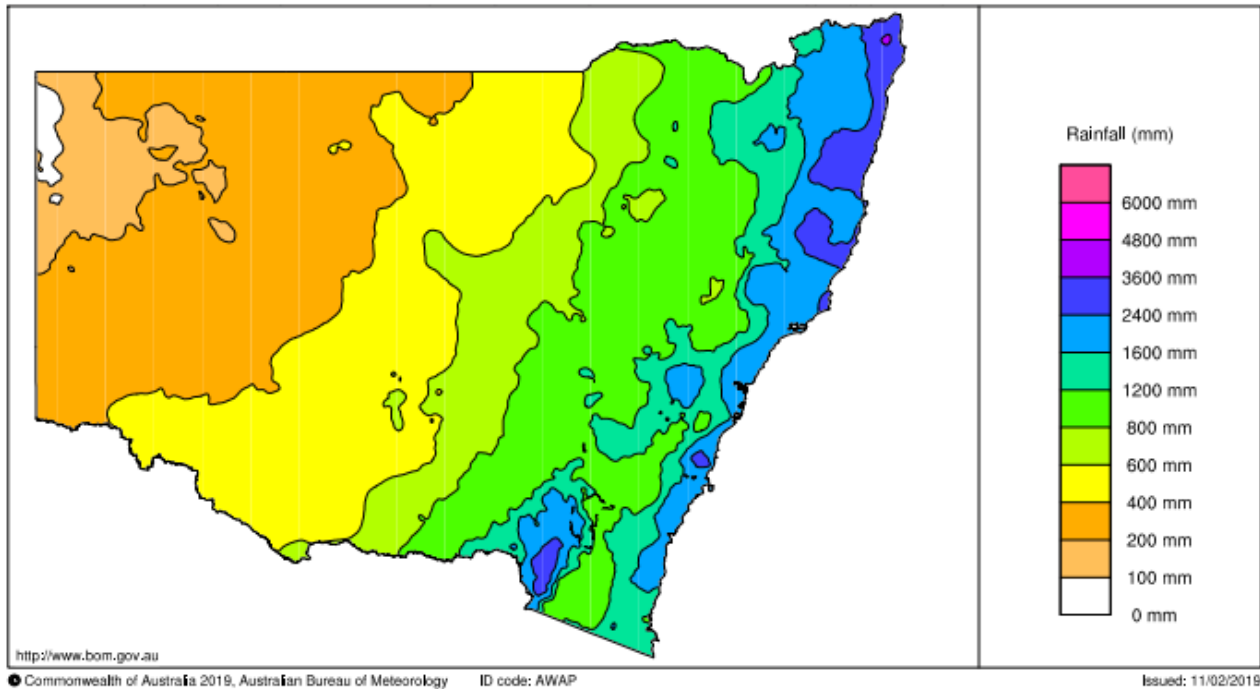 Rainfall (mm)
6000 mm
4800 mm
3600 mm
2400 mm
1600 mm
1200 mm
800 mm
600 mm
400 mm
200 mm
100 mm
0 mm
http://www.bom.gov.au
© Commonwealth of Australia 2019, Australian Bureau of Meteorology ID code: AWAP Issued: 11/02/2019